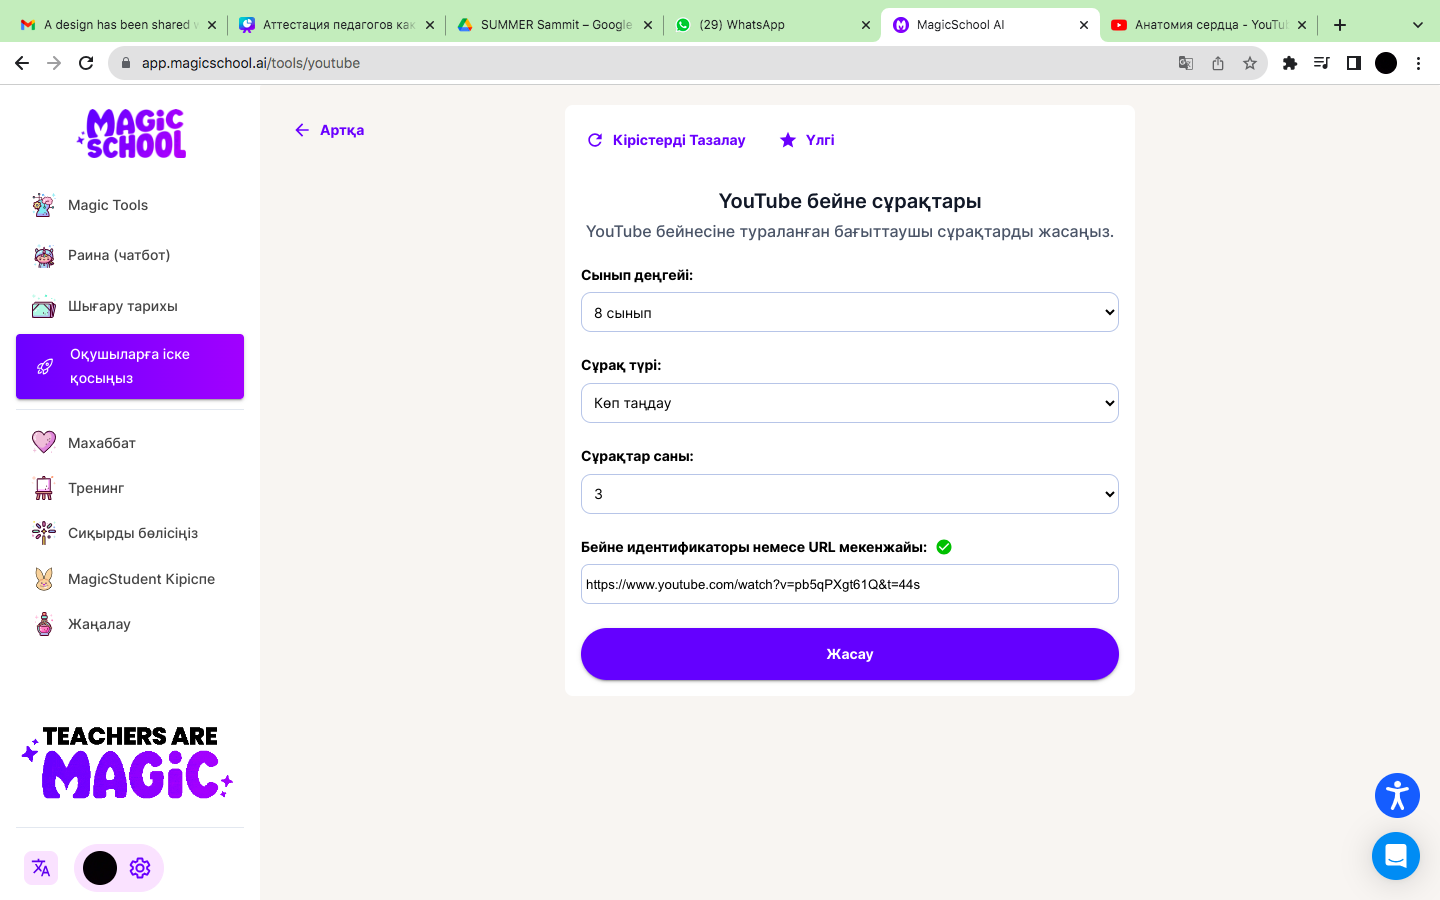 A design has been shared
Аттестация педагогов как
SUMMER Sammit – Google
(29) WhatsApp
MagicSchool AI
Анатомия сердца - YouTu
app.magicschool.ai/tools/youtube
MAGiC
SCHOOL
Magic Tools
Раина (чатбот)
Шығару тарихы
Оқушыларға іске
қосыңыз
Махаббат
Тренинг
Сиқырды бөлісіңіз
MagicStudent Кіріспе
Жаңалау
TEACHERS ARE
MAGiC
Артқа
Кірістерді Тазалау
Үлгі
YouTube бейне сұрақтары
YouTube бейнесіне тураланған бағыттаушы сұрақтарды жасаңыз.
Сынып деңгейі:
8 сынып
Сұрақ түрі:
Көп таңдау
Сұрақтар саны:
3
Бейне идентификаторы немесе URL мекенжайы:
https://www.youtube.com/watch?v=pb5qPXgt61Q&t=44s
Жасау